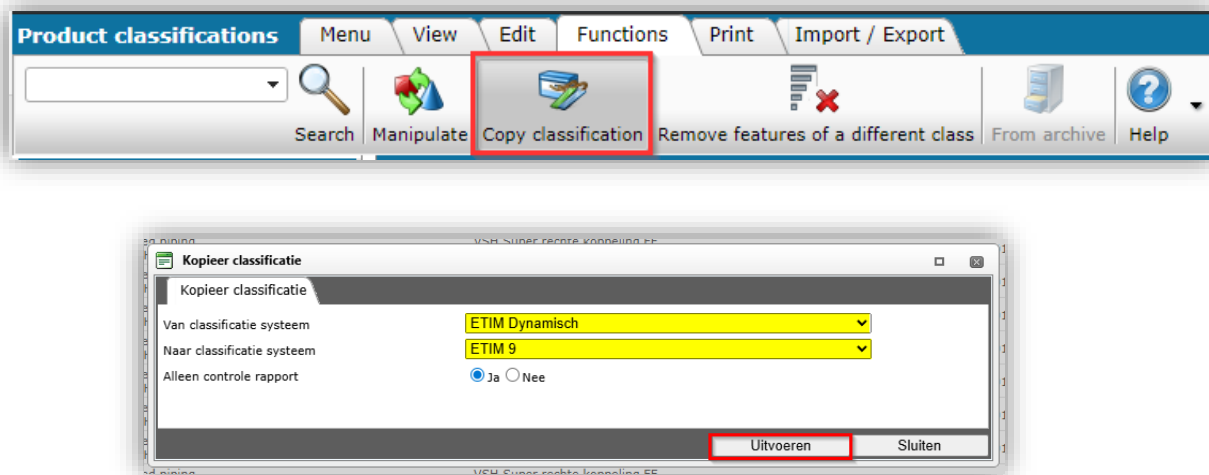 Product classifications Menu View Edit Functions Print Import / Export
Search Manipulate Copy classification Remove features of a different class From archive Help
VSH Super rechte koppeling FF
Kopieer classificatie
Kopieer classificatie
Van classificatie systeem ETIM Dynamisch
Naar classificatie systeem ETIM 9
Alleen controle rapport Ja Nee
Uitvoeren Sluiten
VSH Super rechte koppeling FF